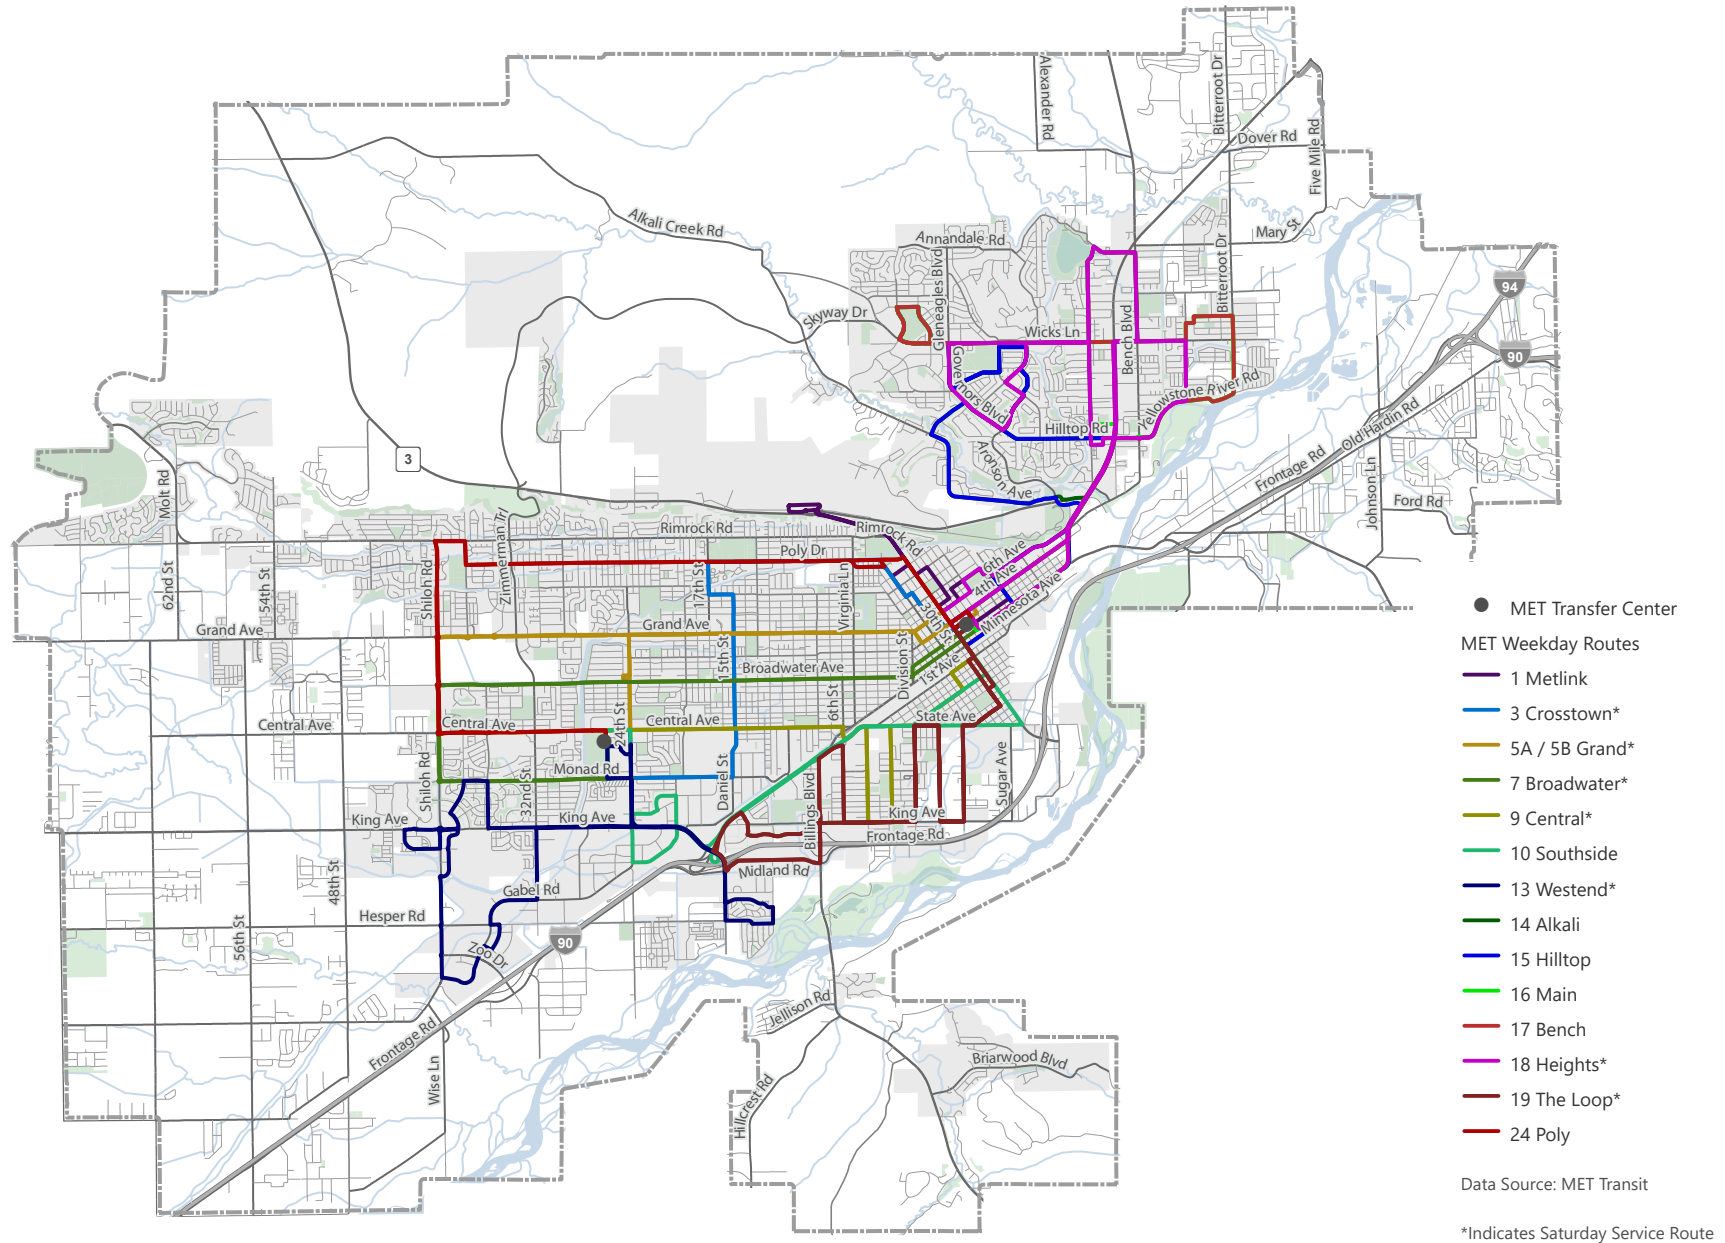 Alexander Rd
Bitterroot Dr
Dover Rd
Five Mile Rd
Alkali Creek Rd
Annandale Rd
Mary St
Bitterroot Dr
Gleneagles Blvd
Skyway Dr
Wicks Ln
Bench Blvd
94
90
Governors Blvd
Yellowstone River Rd
Hilltop Rd
Old Hardin Rd
Frontage Rd
3
Molt Rd
Aronson Ave
Johnson Ln
Ford Rd
Rimrock Rd
Rimrock Rd
Zimmerman Trl
Poly Dr
6th Ave
4th Ave
Minnesota Ave
62nd St
54th St
Shiloh Rd
17th St
Virginia Ln
30th St
Grand Ave
Grand Ave
Division St
1st Ave
15th St
Broadwater Ave
6th St
Central Ave
Central Ave
Central Ave
24th St
State Ave
Monad Rd
Shiloh Rd
32nd St
Daniel St
Billings Blvd
Sugar Ave
King Ave
King Ave
King Ave
Frontage Rd
Midland Rd
48th St
Gabel Rd
Hesper Rd
56th St
Zoo Dr
90
Jellison Rd
Frontage Rd
Wise Ln
Briarwood Blvd
Hillcrest Rd
MET Transfer Center
MET Weekday Routes
1 Metlink
3 Crosstown*
5A / 5B Grand*
7 Broadwater*
9 Central*
10 Southside
13 Westend*
14 Alkali
15 Hilltop
16 Main
17 Bench
18 Heights*
19 The Loop*
24 Poly
Data Source: MET Transit
*Indicates Saturday Service Route